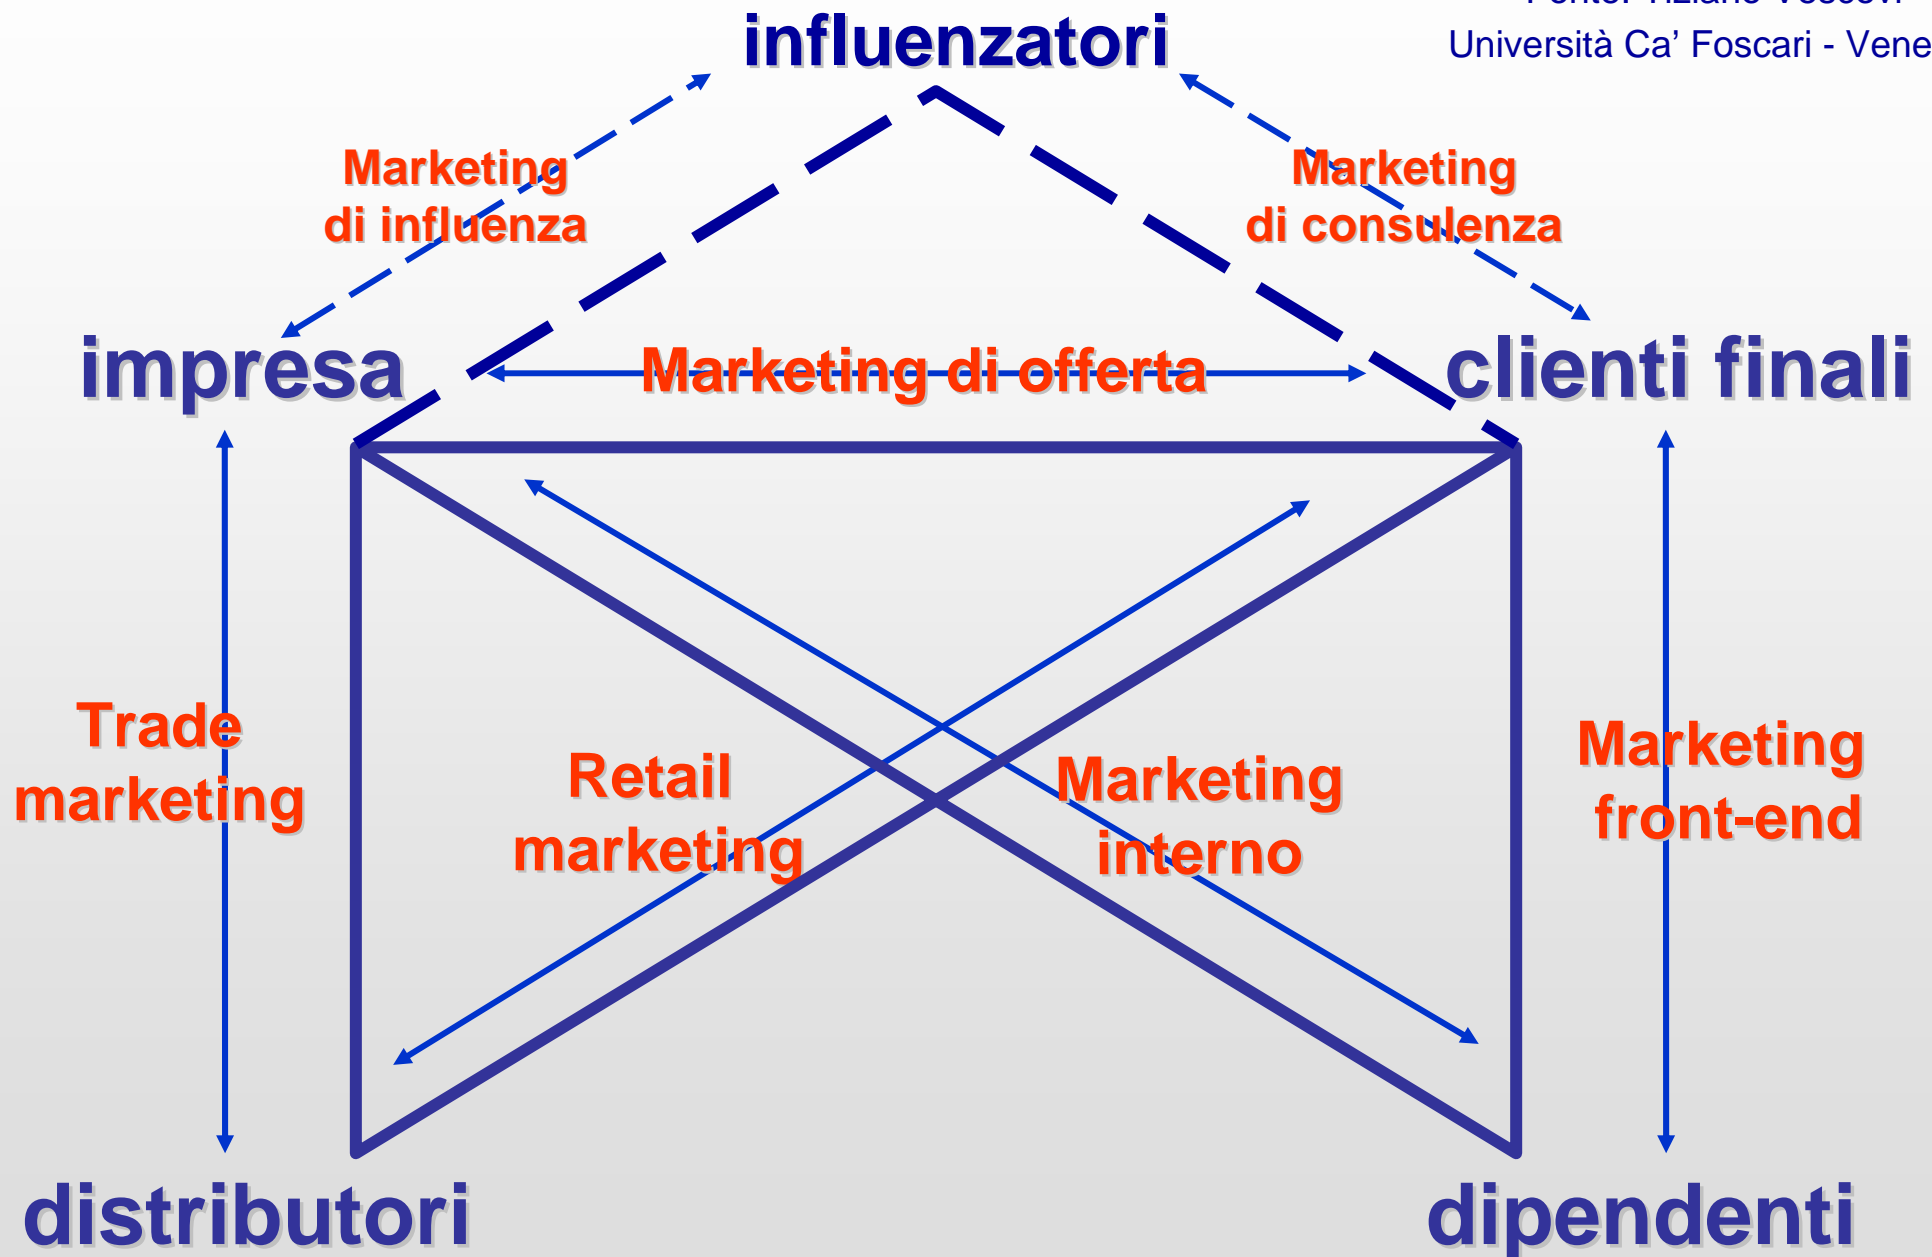 influenzatori
Università Ca' Foscari - Vene
Marketing
di influenza
Marketing
di consulenza
impresa
Marketing di offerta
clienti finali
Trade
marketing
Retail
marketing
Marketing
interno
Marketing
front-end
distributori
dipendenti